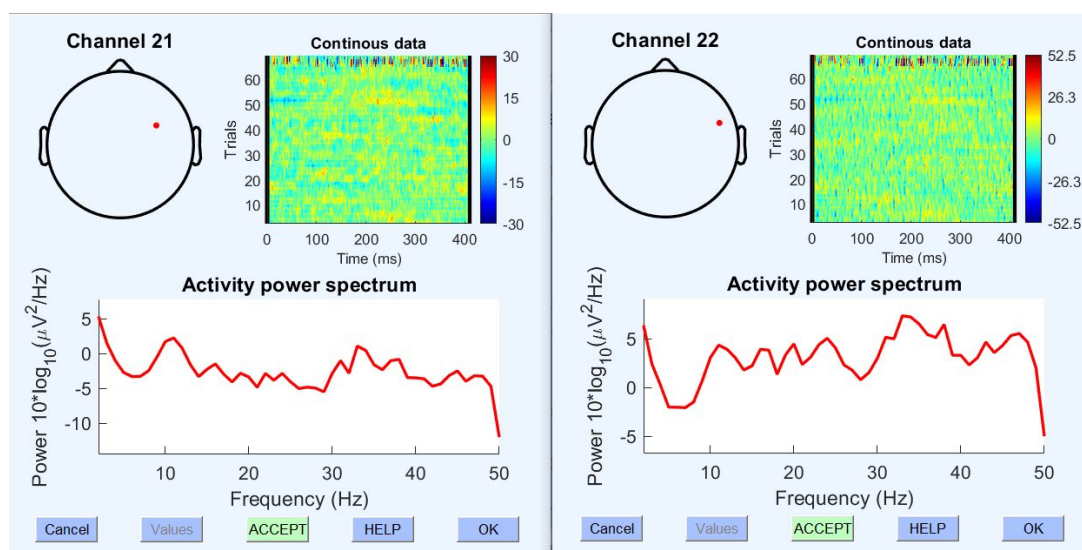 Channel 21
Continous data
Trials
60
50
40
30
20
10
0 100 200 300 400
Time (ms)
30
15
0
-15
-30
Activity power spectrum
Power 10*log₁₀(μV²/Hz)
5
0
-5
-10
10 20 30 40 50
Frequency (Hz)
Cancel Values ACCEPT HELP OK
Channel 22
Continous data
Trials
60
50
40
30
20
10
0 100 200 300 400
Time (ms)
52.5
26.3
0
-26.3
-52.5
Activity power spectrum
Power 10*log₁₀(μV²/Hz)
5
0
-5
10 20 30 40 50
Frequency (Hz)
Cancel Values ACCEPT HELP OK